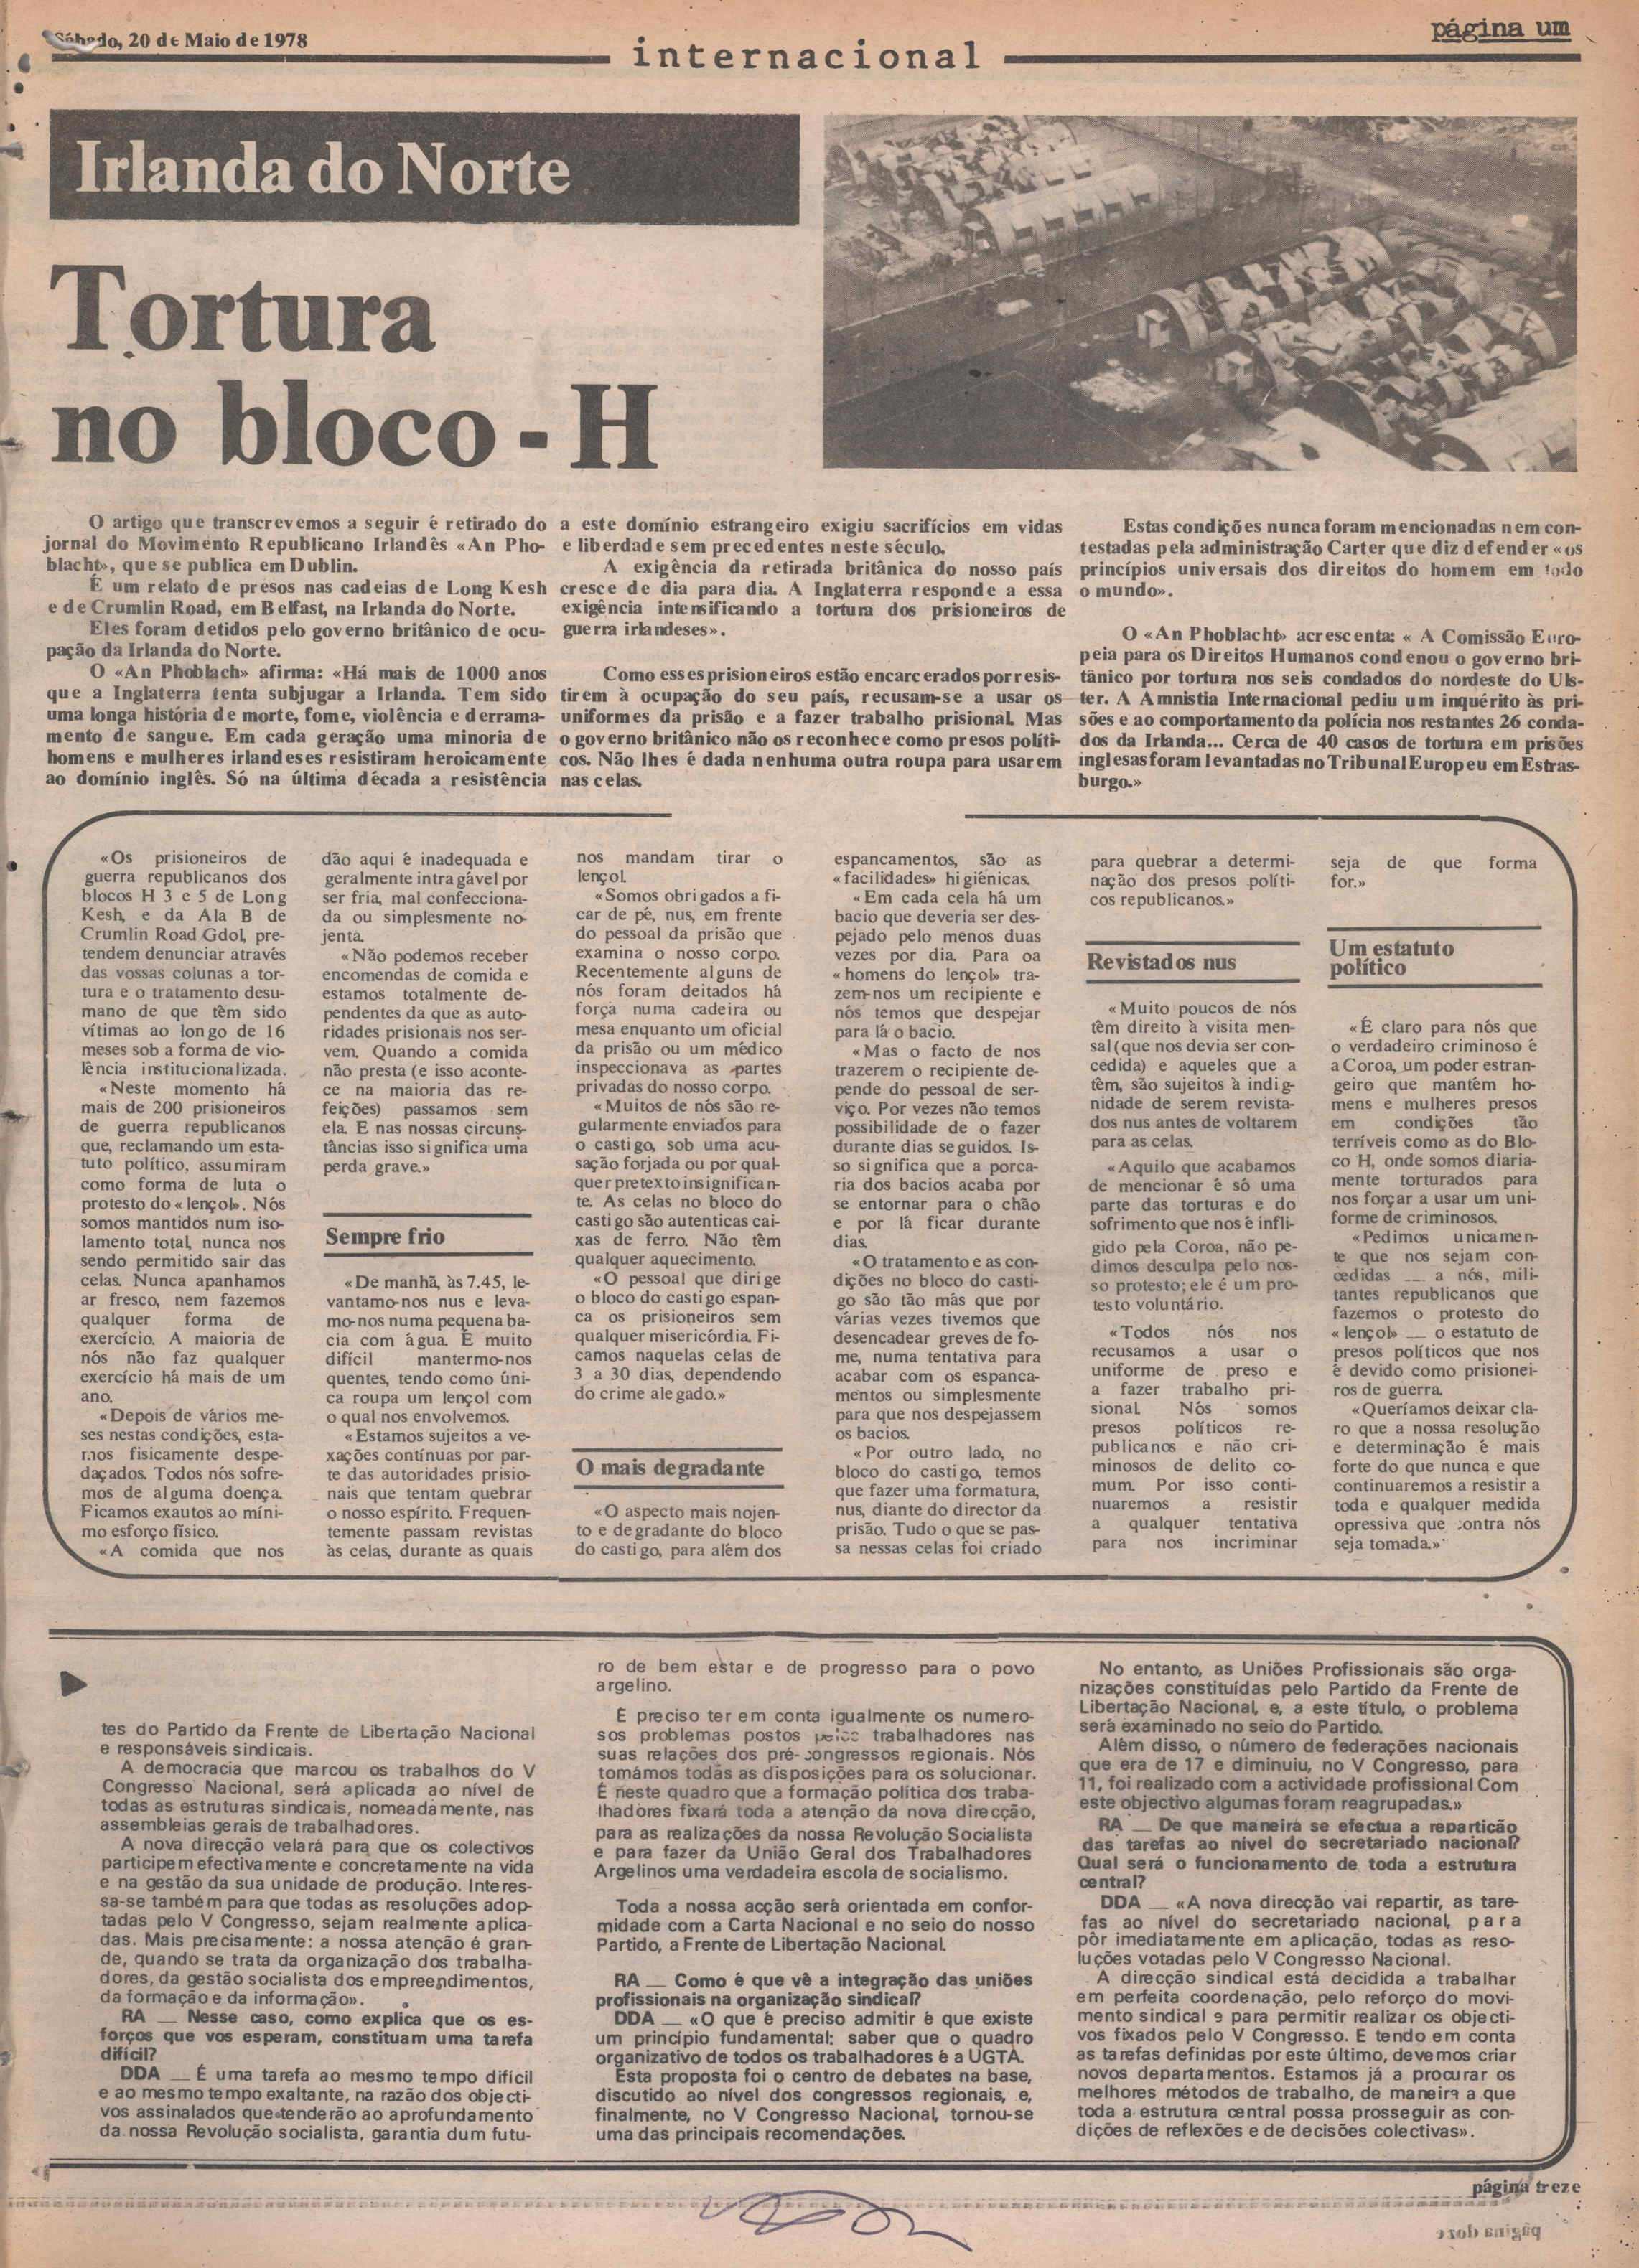 Sábado, 20 de Maio de 1978
internacional
página um
Irlanda do Norte
Tortura
no bloco - H
O artigo que transcrevemos a seguir é retirado do
jornal do Movimento Republicano Irlandês «An Pho-
blacht», que se publica em Dublin.
É um relato de presos nas cadeias de Long Kesh
e de Crumlin Road, em Belfast, na Irlanda do Norte.
Eles foram detidos pelo governo britânico de ocu-
pação da Irlanda do Norte.
O «An Phoblach» afirma: «Há mais de 1000 anos
que a Inglaterra tenta subjugar a Irlanda. Tem sido
uma longa história de morte, fome, violência e derrama-
mento de sangue. Em cada geração uma minoria de
homens e mulheres irlandeses resistiram heroicamente
ao domínio inglês. Só na última década a resistência
a este domínio estrangeiro exigiu sacrifícios em vidas
e liberdade sem precedentes neste século.
A exigência da retirada britânica do nosso país
cresce de dia para dia. A Inglaterra responde a essa
exigência intensificando a tortura dos prisioneiros de
guerra irlandeses».
Como esses prisioneiros estão encarcerados por resis-
tirem à ocupação do seu país, recusam-se a usar os
uniformes da prisão e a fazer trabalho prisional. Mas
o governo britânico não os reconhece como presos políti-
cos. Não lhes é dada nenhuma outra roupa para usarem
nas celas.
Estas condições nunca foram mencionadas nem con-
testadas pela administração Carter que diz defender «os
princípios universais dos direitos do homem em todo
o mundo».
O «An Phoblacht» acrescenta: « A Comissão Euro-
peia para os Direitos Humanos condenou o governo bri-
tânico por tortura nos seis condados do nordeste do Uls-
ter. A Amnistia Internacional pediu um inquérito às pri-
sões e ao comportamento da polícia nos restantes 26 conda-
dos da Irlanda... Cerca de 40 casos de tortura em prisões
inglesas foram levantadas no Tribunal Europeu em Estras-
burgo.»
«Os prisioneiros de
guerra republicanos dos
blocos H 3 e 5 de Long
Kesh, e da Ala B de
Crumlin Road Gdol, pre-
tendem denunciar através
das vossas colunas a tor-
tura e o tratamento desu-
mano de que têm sido
vítimas ao longo de 16
meses sob a forma de vio-
lência institucionalizada.
«Neste momento há
mais de 200 prisioneiros
de guerra republicanos
que, reclamando um esta-
tuto político, assumiram
como forma de luta o
protesto do «lençol». Nós
somos mantidos num iso-
lamento total, nunca nos
sendo permitido sair das
celas. Nunca apanhamos
ar fresco, nem fazemos
qualquer forma de
exercício. A maioria de
nós não faz qualquer
exercício há mais de um
ano.
«Depois de vários me-
ses nestas condições, esta-
mos fisicamente despe-
daçados. Todos nós sofre-
mos de alguma doença.
Ficamos exautos ao míni-
mo esforço físico.
«A comida que nos
dão aqui é inadequada e
geralmente intragável por
ser fria, mal confecciona-
da ou simplesmente no-
jenta.
«Não podemos receber
encomendas de comida e
estamos totalmente de-
pendentes da que as auto-
ridades prisionais nos ser-
vem. Quando a comida
não presta (e isso aconte-
ce na maioria das re-
feições) passamos sem
ela. E nas nossas circuns-
tâncias isso significa uma
perda grave.»
Sempre frio
«De manhã, às 7.45, le-
vantamo-nos nus e leva-
mo-nos numa pequena ba-
cia com água. É muito
difícil mantermo-nos
quentes, tendo como úni-
ca roupa um lençol com
o qual nos envolvemos.
«Estamos sujeitos a ve-
xações contínuas por par-
te das autoridades prisio-
nais que tentam quebrar
o nosso espírito. Frequen-
temente passam revistas
às celas, durante as quais
nos mandam tirar o
lençol.
«Somos obrigados a fi-
car de pé, nus, em frente
do pessoal da prisão que
examina o nosso corpo.
Recentemente alguns de
nós foram deitados há
força numa cadeira ou
mesa enquanto um oficial
da prisão ou um médico
inspeccionava as partes
privadas do nosso corpo.
«Muitos de nós são re-
gularmente enviados para
o castigo, sob uma acu-
sação forjada ou por qual-
quer pretexto insignifican-
te. As celas no bloco do
castigo são autenticas cai-
xas de ferro. Não têm
qualquer aquecimento.
«O pessoal que dirige
o bloco do castigo espan-
ca os prisioneiros sem
qualquer misericórdia. Fi-
camos naquelas celas de
3 a 30 dias, dependendo
do crime alegado.»
O mais degradante
«O aspecto mais nojen-
to e degradante do bloco
do castigo, para além dos
espancamentos, são as
«facilidades» higiénicas.
«Em cada cela há um
bacio que deveria ser des-
pejado pelo menos duas
vezes por dia. Para oa
«homens do lençol» tra-
zem-nos um recipiente e
nós temos que despejar
para lá o bacio.
«Mas o facto de nos
trazerem o recipiente de-
pende do pessoal de ser-
viço. Por vezes não temos
possibilidade de o fazer
durante dias seguidos. Is-
so significa que a porca-
ria dos bacios acaba por
se entornar para o chão
e por lá ficar durante
dias.
«O tratamento e as con-
dições no bloco do casti-
go são tão más que por
várias vezes tivemos que
desencadear greves de fo-
me, numa tentativa para
acabar com os espanca-
mentos ou simplesmente
para que nos despejassem
os bacios.
«Por outro lado, no
bloco do castigo, temos
que fazer uma formatura,
nus, diante do director da
prisão. Tudo o que se pas-
sa nessas celas foi criado
para quebrar a determi-
nação dos presos políti-
cos republicanos.»
Revistados nus
«Muito poucos de nós
têm direito à visita men-
sal (que nos devia ser con-
cedida) e aqueles que a
têm, são sujeitos à indig-
nidade de serem revista-
dos nus antes de voltarem
para as celas.
«Aquilo que acabamos
de mencionar é só uma
parte das torturas e do
sofrimento que nos é infli-
gido pela Coroa, não pe-
dimos desculpa pelo nos-
so protesto; ele é um pro-
testo voluntário.
«Todos nós nos
recusamos a usar o
uniforme de preso e
a fazer trabalho pri-
sional. Nós somos
presos políticos re-
publicanos e não cri-
minosos de delito co-
mum. Por isso conti-
nuaremos a resistir
a qualquer tentativa
para nos incriminar
seja de que forma
for.»
Um estatuto
político
«É claro para nós que
o verdadeiro criminoso é
a Coroa, um poder estran-
geiro que mantém ho-
mens e mulheres presos
em condições tão
terríveis como as do Blo-
co H, onde somos diaria-
mente torturados para
nos forçar a usar um uni-
forme de criminosos.
«Pedimos unicamen-
te que nos sejam con-
cedidas — a nós, mili-
tantes republicanos que
fazemos o protesto do
«lençol» — o estatuto de
presos políticos que nos
é devido como prisionei-
ros de guerra.
«Queríamos deixar cla-
ro que a nossa resolução
e determinação é mais
forte do que nunca e que
continuaremos a resistir a
toda e qualquer medida
opressiva que contra nós
seja tomada.»
tes do Partido da Frente de Libertação Nacional
e responsáveis sindicais.
A democracia que marcou os trabalhos do V
Congresso Nacional, será aplicada ao nível de
todas as estruturas sindicais, nomeadamente, nas
assembleias gerais de trabalhadores.
A nova direcção velará para que os colectivos
participem efectivamente e concretamente na vida
e na gestão da sua unidade de produção. Interes-
sa-se também para que todas as resoluções adop-
tadas pelo V Congresso, sejam realmente aplica-
das. Mais precisamente: a nossa atenção é gran-
de, quando se trata da organização dos trabalha-
dores, da gestão socialista dos empreendimentos,
da formação e da informação».
RA — Nesse caso, como explica que os es-
forços que vos esperam, constituam uma tarefa
difícil?
DDA — É uma tarefa ao mesmo tempo difícil
e ao mesmo tempo exaltante, na razão dos objecti-
vos assinalados que tenderão ao aprofundamento
da nossa Revolução socialista, garantia dum futu-
ro de bem estar e de progresso para o povo
argelino.
É preciso ter em conta igualmente os numero-
sos problemas postos pelos trabalhadores nas
suas relações dos pré-congressos regionais. Nós
tomámos todas as disposições para os solucionar.
É neste quadro que a formação política dos traba-
lhadores fixará toda a atenção da nova direcção,
para as realizações da nossa Revolução Socialista
e para fazer da União Geral dos Trabalhadores
Argelinos uma verdadeira escola de socialismo.
Toda a nossa acção será orientada em confor-
midade com a Carta Nacional e no seio do nosso
Partido, a Frente de Libertação Nacional.
RA — Como é que vê a integração das uniões
profissionais na organização sindical?
DDA — «O que é preciso admitir é que existe
um princípio fundamental: saber que o quadro
organizativo de todos os trabalhadores é a UGTA.
Esta proposta foi o centro de debates na base,
discutido ao nível dos congressos regionais, e,
finalmente, no V Congresso Nacional, tornou-se
uma das principais recomendações.
No entanto, as Uniões Profissionais são orga-
nizações constituídas pelo Partido da Frente de
Libertação Nacional, e, a este título, o problema
será examinado no seio do Partido.
Além disso, o número de federações nacionais
que era de 17 e diminuiu, no V Congresso, para
11, foi realizado com a actividade profissional Com
este objectivo algumas foram reagrupadas.»
RA — De que maneira se efectua a repartição
das tarefas ao nível do secretariado nacional?
Qual será o funcionamento de toda a estrutura
central?
DDA — «A nova direcção vai repartir, as tare-
fas ao nível do secretariado nacional, para
pôr imediatamente em aplicação, todas as reso-
luções votadas pelo V Congresso Nacional.
A direcção sindical está decidida a trabalhar
em perfeita coordenação, pelo reforço do movi-
mento sindical e para permitir realizar os objecti-
vos fixados pelo V Congresso. E tendo em conta
as tarefas definidas por este último, devemos criar
novos departamentos. Estamos já a procurar os
melhores métodos de trabalho, de maneira a que
toda a estrutura central possa prosseguir as con-
dições de reflexões e de decisões colectivas».
página treze
página doze